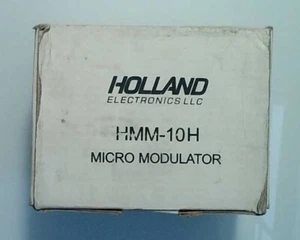 HOLLAND
ELECTRONICS LLC
HMM-10H
MICRO MODULATOR